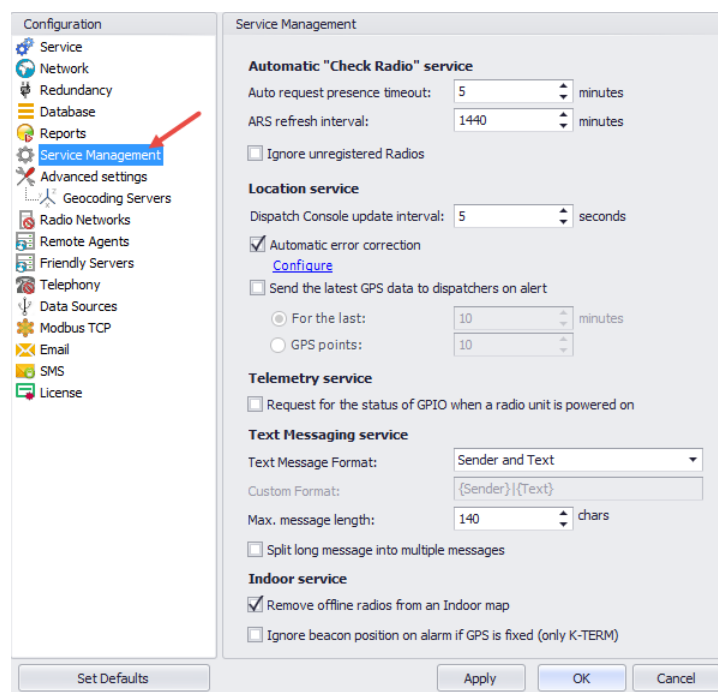 Configuration
Service
Network
Redundancy
Database
Reports
Service Management
Advanced settings
Geocoding Servers
Radio Networks
Remote Agents
Friendly Servers
Telephony
Data Sources
Modbus TCP
Email
SMS
License
Service Management
Automatic "Check Radio" service
Auto request presence timeout: 5 minutes
ARS refresh interval: 1440 minutes
Ignore unregistered Radios
Location service
Dispatch Console update interval: 5 seconds
Automatic error correction
Configure
Send the latest GPS data to dispatchers on alert
For the last: 10 minutes
GPS points: 10
Telemetry service
Request for the status of GPIO when a radio unit is powered on
Text Messaging service
Text Message Format: Sender and Text
Custom Format: {Sender}|{Text}
Max. message length: 140 chars
Split long message into multiple messages
Indoor service
Remove offline radios from an Indoor map
Ignore beacon position on alarm if GPS is fixed (only K-TERM)
Set Defaults Apply OK Cancel